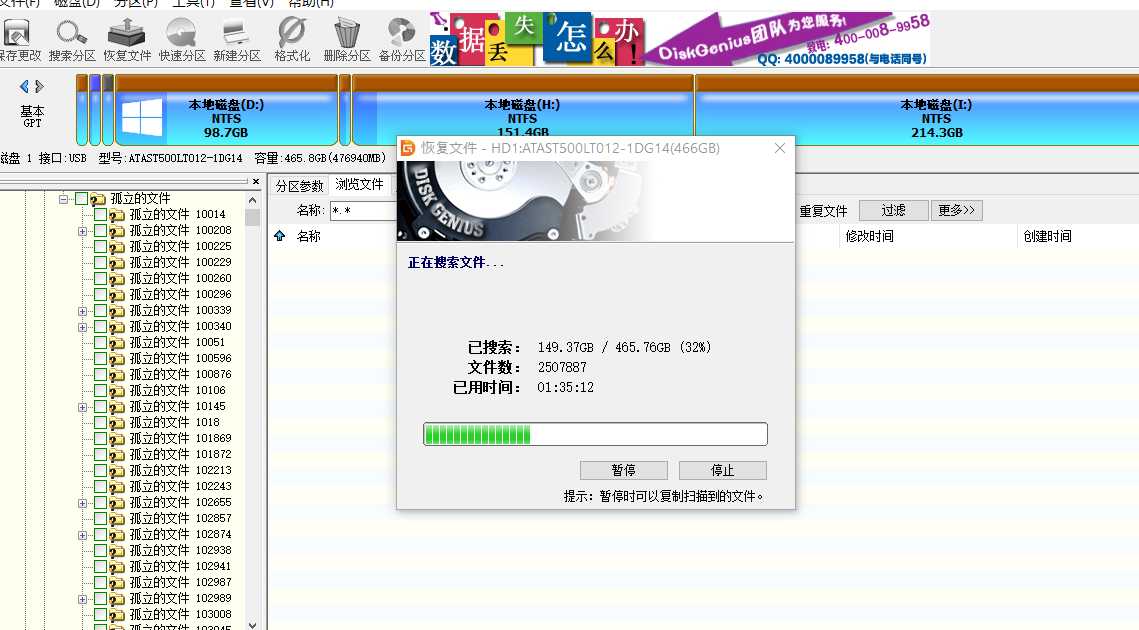 文件(F) 磁盘(D) 分区(P) 工具(T) 查看(V) 帮助(H)
保存更改 搜索分区 恢复文件 快速分区 新建分区 格式化 删除分区 备份分区
数据丢失怎么办!
DiskGenius团队为您服务!
致电: 400-008-9958
QQ: 4000089958(与电话同号)
基本
GPT
本地磁盘(D:)
NTFS
98.7GB
本地磁盘(H:)
NTFS
151.4GB
本地磁盘(I:)
NTFS
214.3GB
磁盘 1 接口:USB 型号:ATAST500LT012-1DG14 容量:465.8GB(476940MB)
孤立的文件
孤立的文件 10014
孤立的文件 100208
孤立的文件 100225
孤立的文件 100229
孤立的文件 100260
孤立的文件 100296
孤立的文件 100339
孤立的文件 100340
孤立的文件 10051
孤立的文件 100596
孤立的文件 100876
孤立的文件 10106
孤立的文件 10145
孤立的文件 1018
孤立的文件 101869
孤立的文件 101872
孤立的文件 102213
孤立的文件 102243
孤立的文件 102655
孤立的文件 102857
孤立的文件 102874
孤立的文件 102938
孤立的文件 102941
孤立的文件 102987
孤立的文件 102989
孤立的文件 103008
孤立的文件 103045
分区参数 浏览文件
名称: *.*
重复文件 过滤 更多>>
名称 修改时间 创建时间
恢复文件 - HD1:ATAST500LT012-1DG14(466GB)
DISK GENIUS
正在搜索文件...
已搜索: 149.37GB / 465.76GB (32%)
文件数: 2507887
已用时间: 01:35:12
暂停 停止
提示: 暂停时可以复制扫描到的文件。